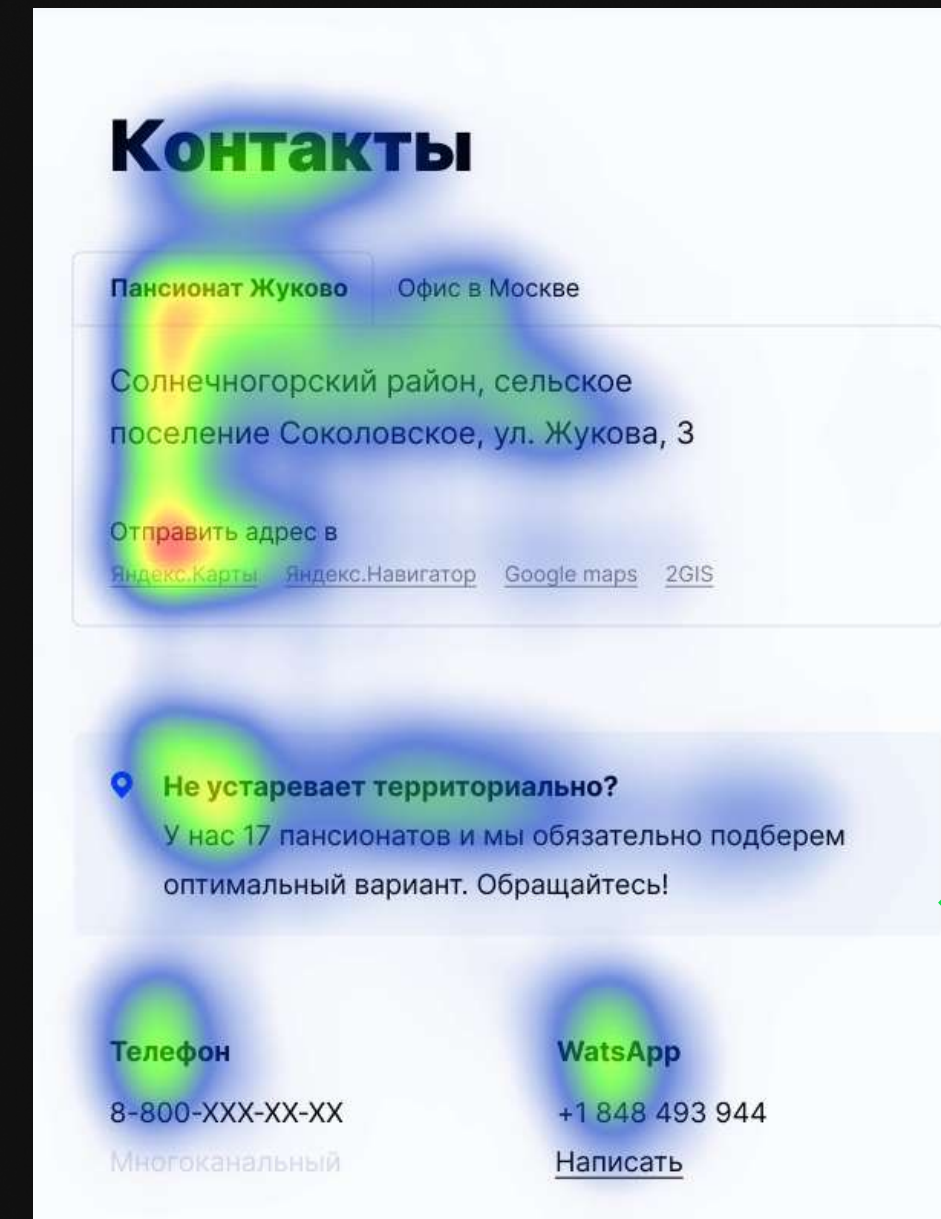 Контакты
Пансионат Жуково Офис в Москве
Солнечногорский район, сельское
поселение Соколовское, ул. Жукова, 3
Отправить адрес в
Яндекс.Карты Яндекс.Навигатор Google maps 2GIS
Не устаревает территориально?
У нас 17 пансионатов и мы обязательно подберем
оптимальный вариант. Обращайтесь!
Телефон WatsApp
8-800-XXX-XX-XX +1 848 493 944
Многоканальный Написать